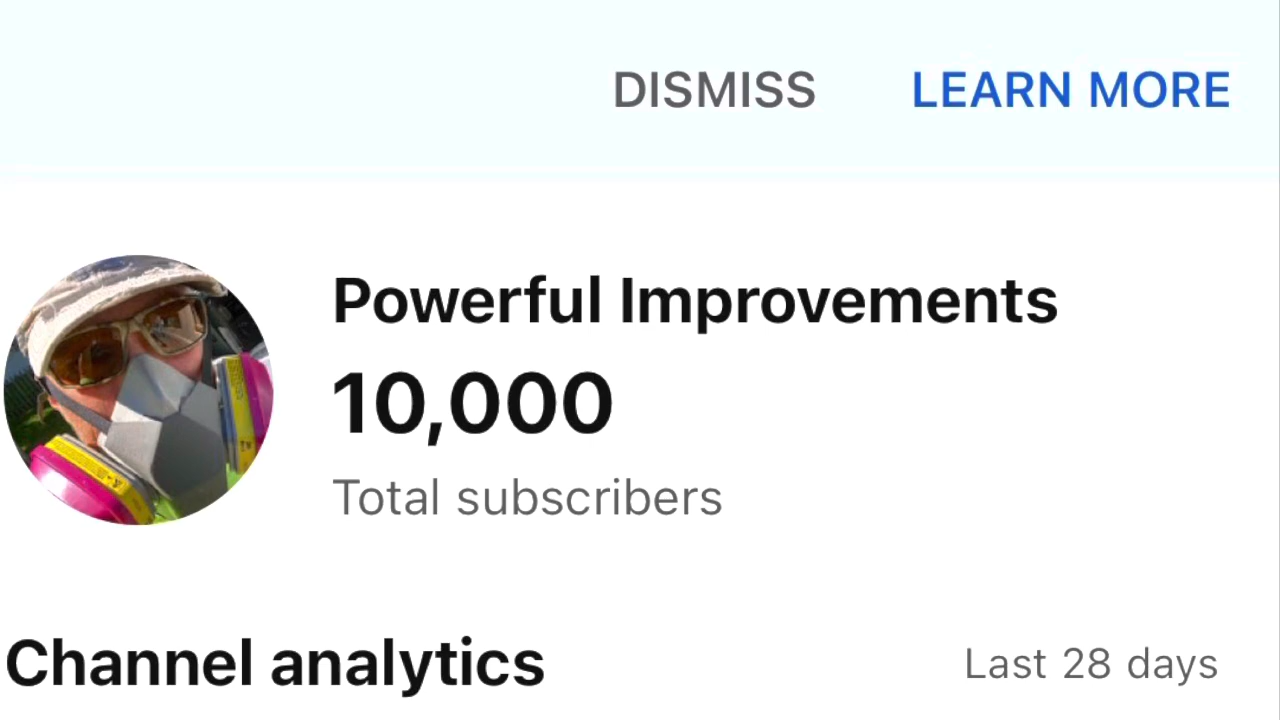 DISMISS LEARN MORE
Powerful Improvements
10,000
Total subscribers
Channel analytics Last 28 days